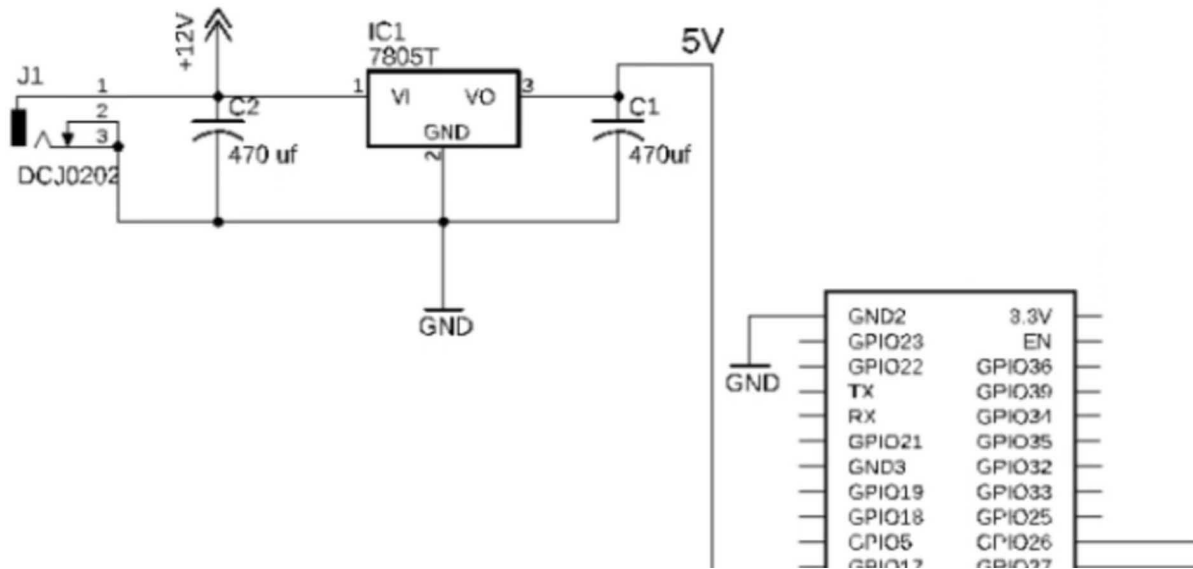 +12V
IC1
7805T
5V
J1
1
2
3
DCJ0202
C2
470 uf
1
VI
VO
3
GND
2
C1
470uf
GND
GND
GND2 3.3V
GPIO23 EN
GPIO22 GPIO36
TX GPIO39
RX GPIO34
GPIO21 GPIO35
GND3 GPIO32
GPIO19 GPIO33
GPIO18 GPIO25
GPIO5 GPIO26
GPIO17 GPIO27